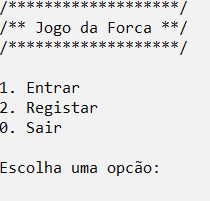 /*******************/
/** Jogo da Forca **/
/*******************/
1. Entrar
2. Registar
0. Sair
Escolha uma opcão: